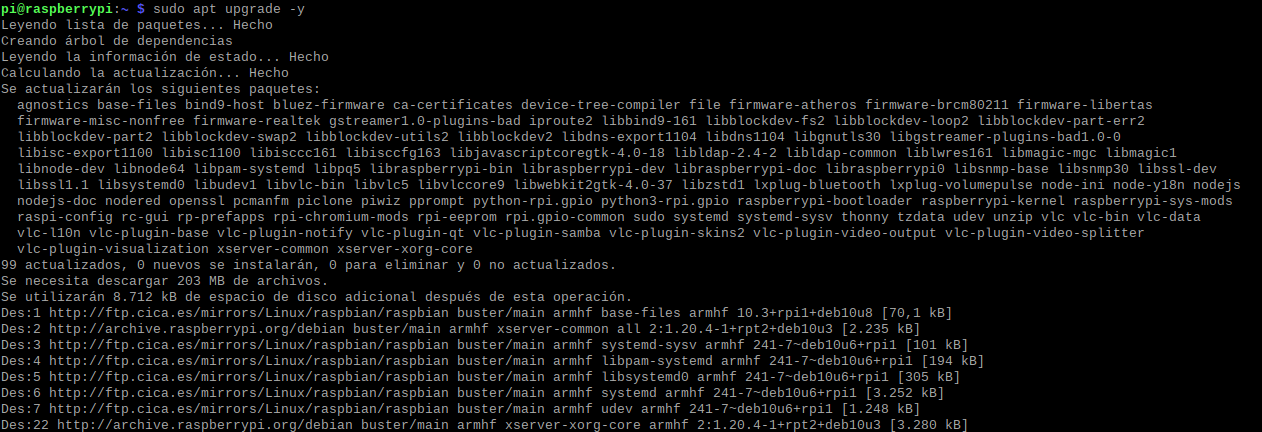 pi@raspberrypi:~ $ sudo apt upgrade -y
Leyendo lista de paquetes... Hecho
Creando árbol de dependencias
Leyendo la información de estado... Hecho
Calculando la actualización... Hecho
Se actualizarán los siguientes paquetes:
agnostics base-files bind9-host bluez-firmware ca-certificates device-tree-compiler file firmware-atheros firmware-brcm80211 firmware-libertas
firmware-misc-nonfree firmware-realtek gstreamer1.0-plugins-bad iproute2 libbind9-161 libblockdev-fs2 libblockdev-loop2 libblockdev-part-err2
libblockdev-part2 libblockdev-swap2 libblockdev-utils2 libblockdev2 libdns-export1104 libdns1104 libgnutls30 libgstreamer-plugins-bad1.0-0
libisc-export1100 libisc1100 libisccc161 libisccfg163 libjavascriptcoregtk-4.0-18 libldap-2.4-2 libldap-common liblwres161 libmagic-mgc libmagic1
libnode-dev libnode64 libpam-systemd libpq5 libraspberrypi-bin libraspberrypi-dev libraspberrypi-doc libraspberrypi0 libsnmp-base libsnmp30 libssl-dev
libssl1.1 libsystemd0 libudev1 libvlc-bin libvlc5 libvlccore9 libwebkit2gtk-4.0-37 libzstd1 lxplug-bluetooth lxplug-volumepulse node-ini node-y18n nodejs
nodejs-doc nodered openssl pcmanfm piclone piwiz pprompt python-rpi.gpio python3-rpi.gpio raspberrypi-bootloader raspberrypi-kernel raspberrypi-sys-mods
raspi-config rc-gui rp-prefapps rpi-chromium-mods rpi-eeprom rpi.gpio-common sudo systemd systemd-sysv thonny tzdata udev unzip vlc vlc-bin vlc-data
vlc-l10n vlc-plugin-base vlc-plugin-notify vlc-plugin-qt vlc-plugin-samba vlc-plugin-skins2 vlc-plugin-video-output vlc-plugin-video-splitter
vlc-plugin-visualization xserver-common xserver-xorg-core
99 actualizados, 0 nuevos se instalarán, 0 para eliminar y 0 no actualizados.
Se necesita descargar 203 MB de archivos.
Se utilizarán 8.712 kB de espacio de disco adicional después de esta operación.
Des:1 http://ftp.cica.es/mirrors/Linux/raspbian/raspbian buster/main armhf base-files armhf 10.3+rpi1+deb10u8 [70,1 kB]
Des:2 http://archive.raspberrypi.org/debian buster/main armhf xserver-common all 2:1.20.4-1+rpt2+deb10u3 [2.235 kB]
Des:3 http://ftp.cica.es/mirrors/Linux/raspbian/raspbian buster/main armhf systemd-sysv armhf 241-7~deb10u6+rpi1 [101 kB]
Des:4 http://ftp.cica.es/mirrors/Linux/raspbian/raspbian buster/main armhf libpam-systemd armhf 241-7~deb10u6+rpi1 [194 kB]
Des:5 http://ftp.cica.es/mirrors/Linux/raspbian/raspbian buster/main armhf libsystemd0 armhf 241-7~deb10u6+rpi1 [305 kB]
Des:6 http://ftp.cica.es/mirrors/Linux/raspbian/raspbian buster/main armhf systemd armhf 241-7~deb10u6+rpi1 [3.252 kB]
Des:7 http://ftp.cica.es/mirrors/Linux/raspbian/raspbian buster/main armhf udev armhf 241-7~deb10u6+rpi1 [1.248 kB]
Des:22 http://archive.raspberrypi.org/debian buster/main armhf xserver-xorg-core armhf 2:1.20.4-1+rpt2+deb10u3 [3.280 kB]